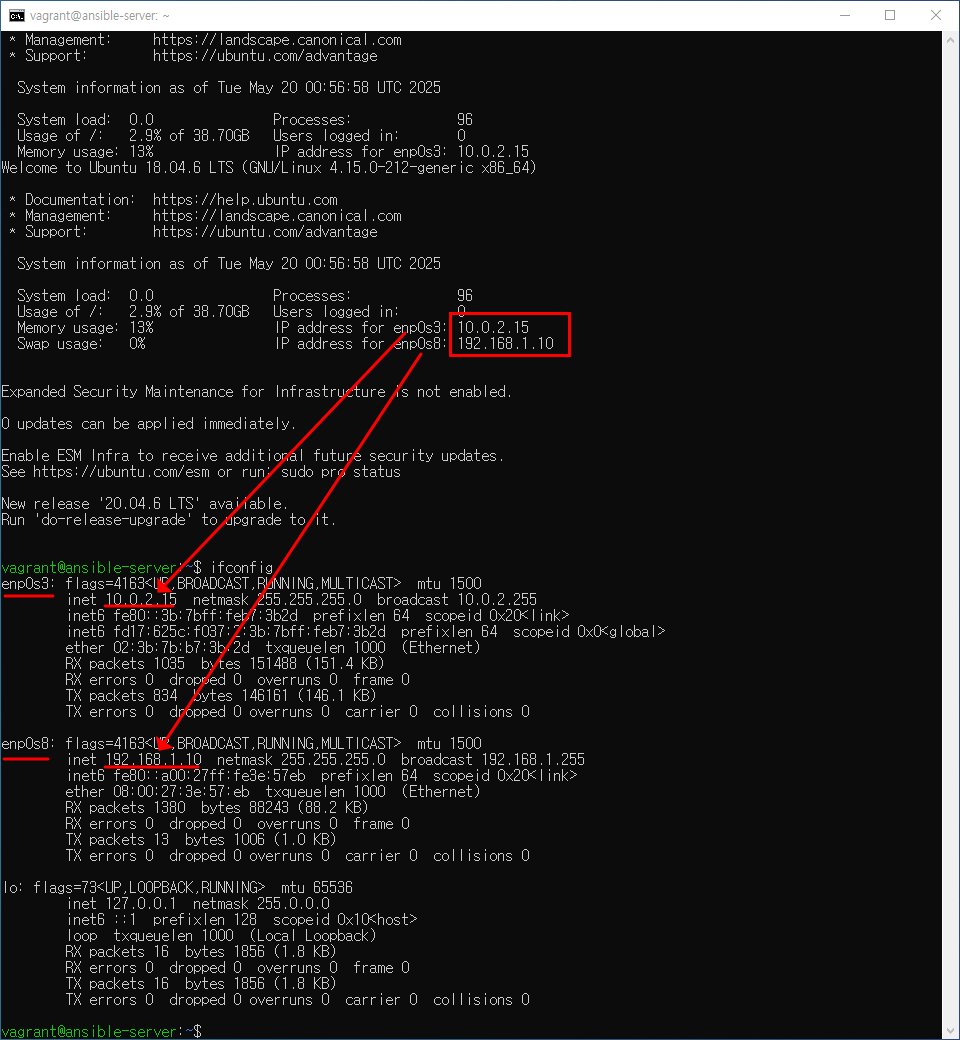 vagrant@ansible-server: ~
* Management:     https://landscape.canonical.com
* Support:        https://ubuntu.com/advantage
System information as of Tue May 20 00:56:58 UTC 2025
System load:  0.0               Processes:             96
Usage of /:   2.9% of 38.70GB   Users logged in:       0
Memory usage: 13%               IP address for enp0s3: 10.0.2.15
Welcome to Ubuntu 18.04.6 LTS (GNU/Linux 4.15.0-212-generic x86_64)
* Documentation:  https://help.ubuntu.com
* Management:     https://landscape.canonical.com
* Support:        https://ubuntu.com/advantage
System information as of Tue May 20 00:56:58 UTC 2025
System load:  0.0               Processes:             96
Usage of /:   2.9% of 38.70GB   Users logged in:       0
Memory usage: 13%               IP address for enp0s3: 10.0.2.15
Swap usage:   0%                IP address for enp0s8: 192.168.1.10
Expanded Security Maintenance for Infrastructure is not enabled.
0 updates can be applied immediately.
Enable ESM Infra to receive additional future security updates.
See https://ubuntu.com/esm or run: sudo pro status
New release '20.04.6 LTS' available.
Run 'do-release-upgrade' to upgrade to it.
vagrant@ansible-server:~$ ifconfig
enp0s3: flags=4163<UP,BROADCAST,RUNNING,MULTICAST>  mtu 1500
inet 10.0.2.15  netmask 255.255.255.0  broadcast 10.0.2.255
inet6 fe80::3b:7bff:feb7:3b2d  prefixlen 64  scopeid 0x20<link>
inet6 fd17:625c:f037:2:3b:7bff:feb7:3b2d  prefixlen 64  scopeid 0x0<global>
ether 02:3b:7b:b7:3b:2d  txqueuelen 1000  (Ethernet)
RX packets 1035  bytes 151488 (151.4 KB)
RX errors 0  dropped 0  overruns 0  frame 0
TX packets 834  bytes 146161 (146.1 KB)
TX errors 0  dropped 0 overruns 0  carrier 0  collisions 0
enp0s8: flags=4163<UP,BROADCAST,RUNNING,MULTICAST>  mtu 1500
inet 192.168.1.10  netmask 255.255.255.0  broadcast 192.168.1.255
inet6 fe80::a00:27ff:fe3e:57eb  prefixlen 64  scopeid 0x20<link>
ether 08:00:27:3e:57:eb  txqueuelen 1000  (Ethernet)
RX packets 1380  bytes 88243 (88.2 KB)
RX errors 0  dropped 0  overruns 0  frame 0
TX packets 13  bytes 1006 (1.0 KB)
TX errors 0  dropped 0 overruns 0  carrier 0  collisions 0
lo: flags=73<UP,LOOPBACK,RUNNING>  mtu 65536
inet 127.0.0.1  netmask 255.0.0.0
inet6 ::1  prefixlen 128  scopeid 0x10<host>
loop  txqueuelen 1000  (Local Loopback)
RX packets 16  bytes 1856 (1.8 KB)
RX errors 0  dropped 0  overruns 0  frame 0
TX packets 16  bytes 1856 (1.8 KB)
TX errors 0  dropped 0 overruns 0  carrier 0  collisions 0
vagrant@ansible-server:~$